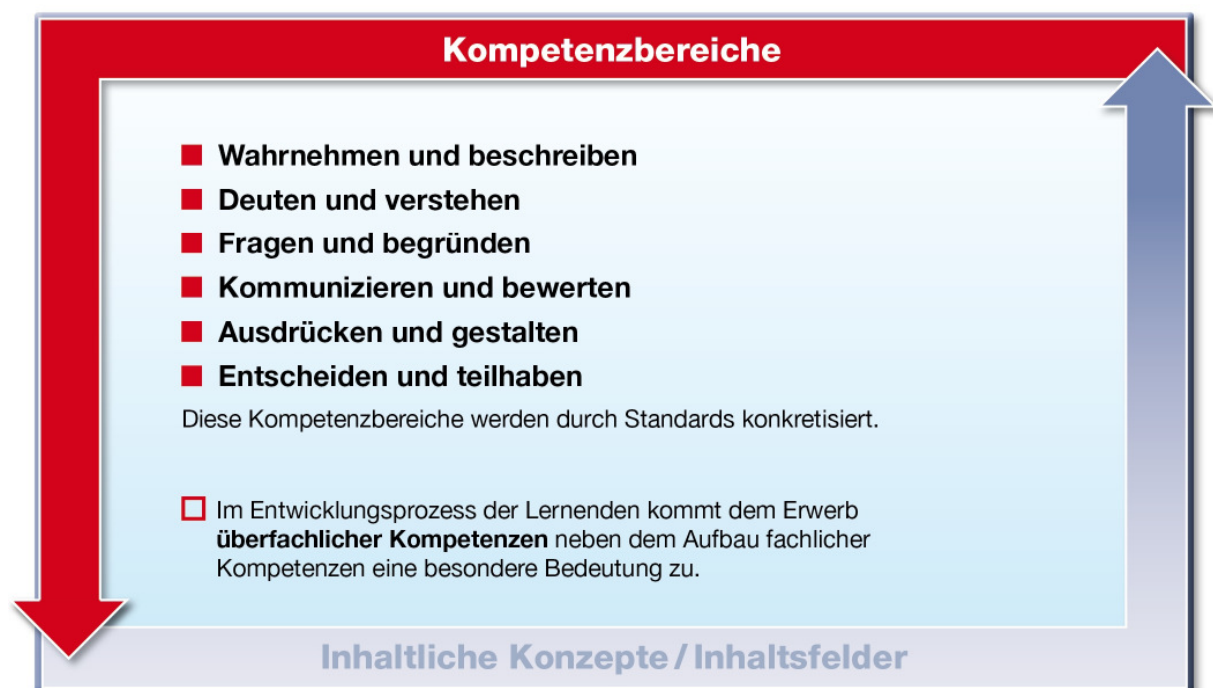 Kompetenzbereiche
Wahrnehmen und beschreiben
Deuten und verstehen
Fragen und begründen
Kommunizieren und bewerten
Ausdrücken und gestalten
Entscheiden und teilhaben
Diese Kompetenzbereiche werden durch Standards konkretisiert.
Im Entwicklungsprozess der Lernenden kommt dem Erwerb
überfachlicher Kompetenzen neben dem Aufbau fachlicher
Kompetenzen eine besondere Bedeutung zu.
Inhaltliche Konzepte / Inhaltsfelder